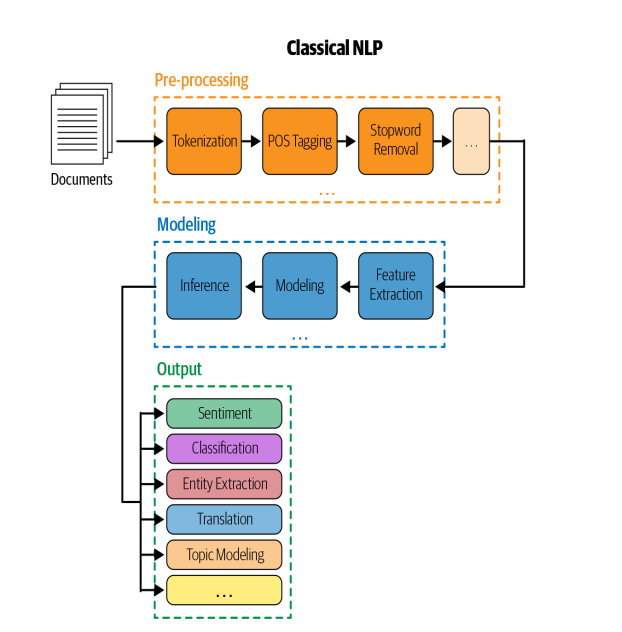 Classical NLP
Pre-processing
Documents
Tokenization
POS Tagging
Stopword
Removal
...
...
Modeling
Inference
Modeling
Feature
Extraction
...
Output
Sentiment
Classification
Entity Extraction
Translation
Topic Modeling
...